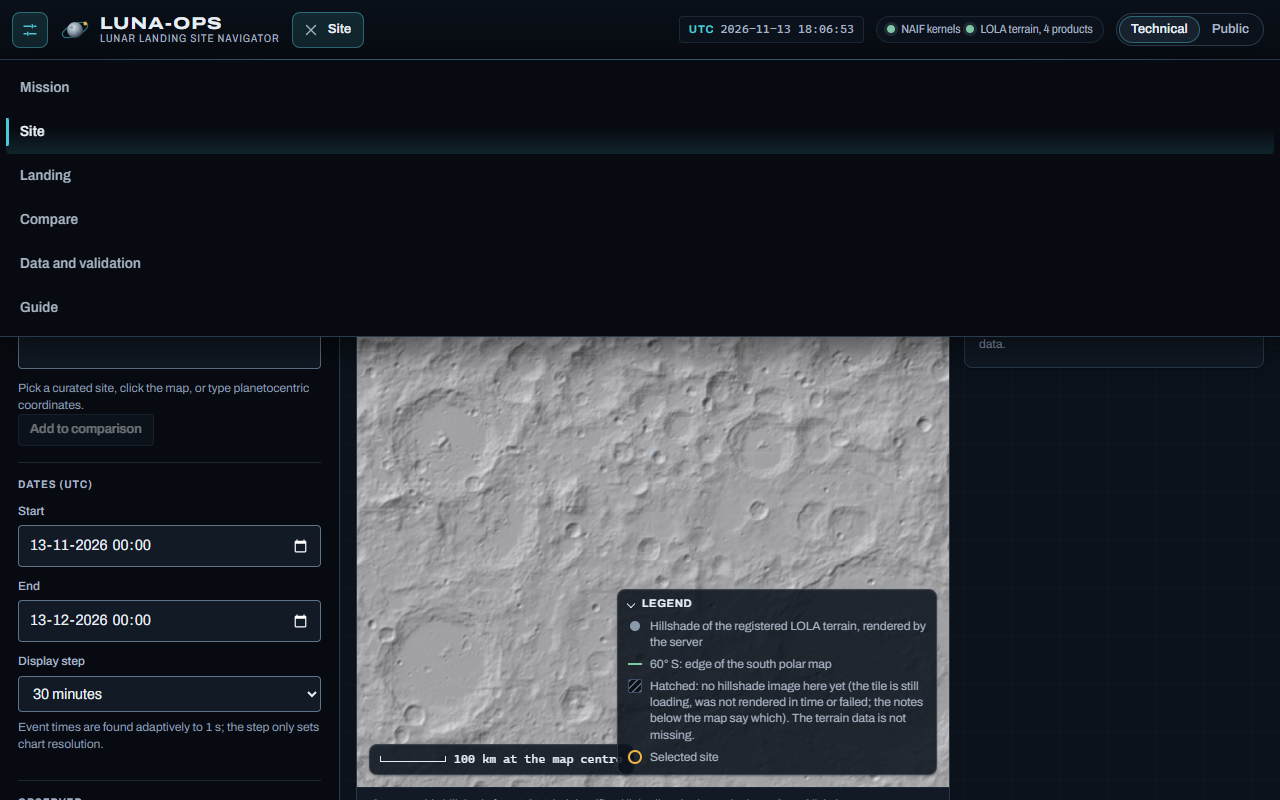 LUNA-OPS
LUNAR LANDING SITE NAVIGATOR
Site
UTC 2026-11-13 18:06:53
NAIF kernels
LOLA terrain, 4 products
Technical
Public
Mission
Site
Landing
Compare
Data and validation
Guide
data.
Pick a curated site, click the map, or type planetocentric
coordinates.
Add to comparison
DATES (UTC)
Start
13-11-2026 00:00
End
13-12-2026 00:00
Display step
30 minutes
Event times are found adaptively to 1 s; the step only sets
chart resolution.
LEGEND
Hillshade of the registered LOLA terrain, rendered by
the server
60° S: edge of the south polar map
Hatched: no hillshade image here yet (the tile is still
loading, was not rendered in time or failed; the notes
below the map say which). The terrain data is not
missing.
Selected site
100 km at the map centre